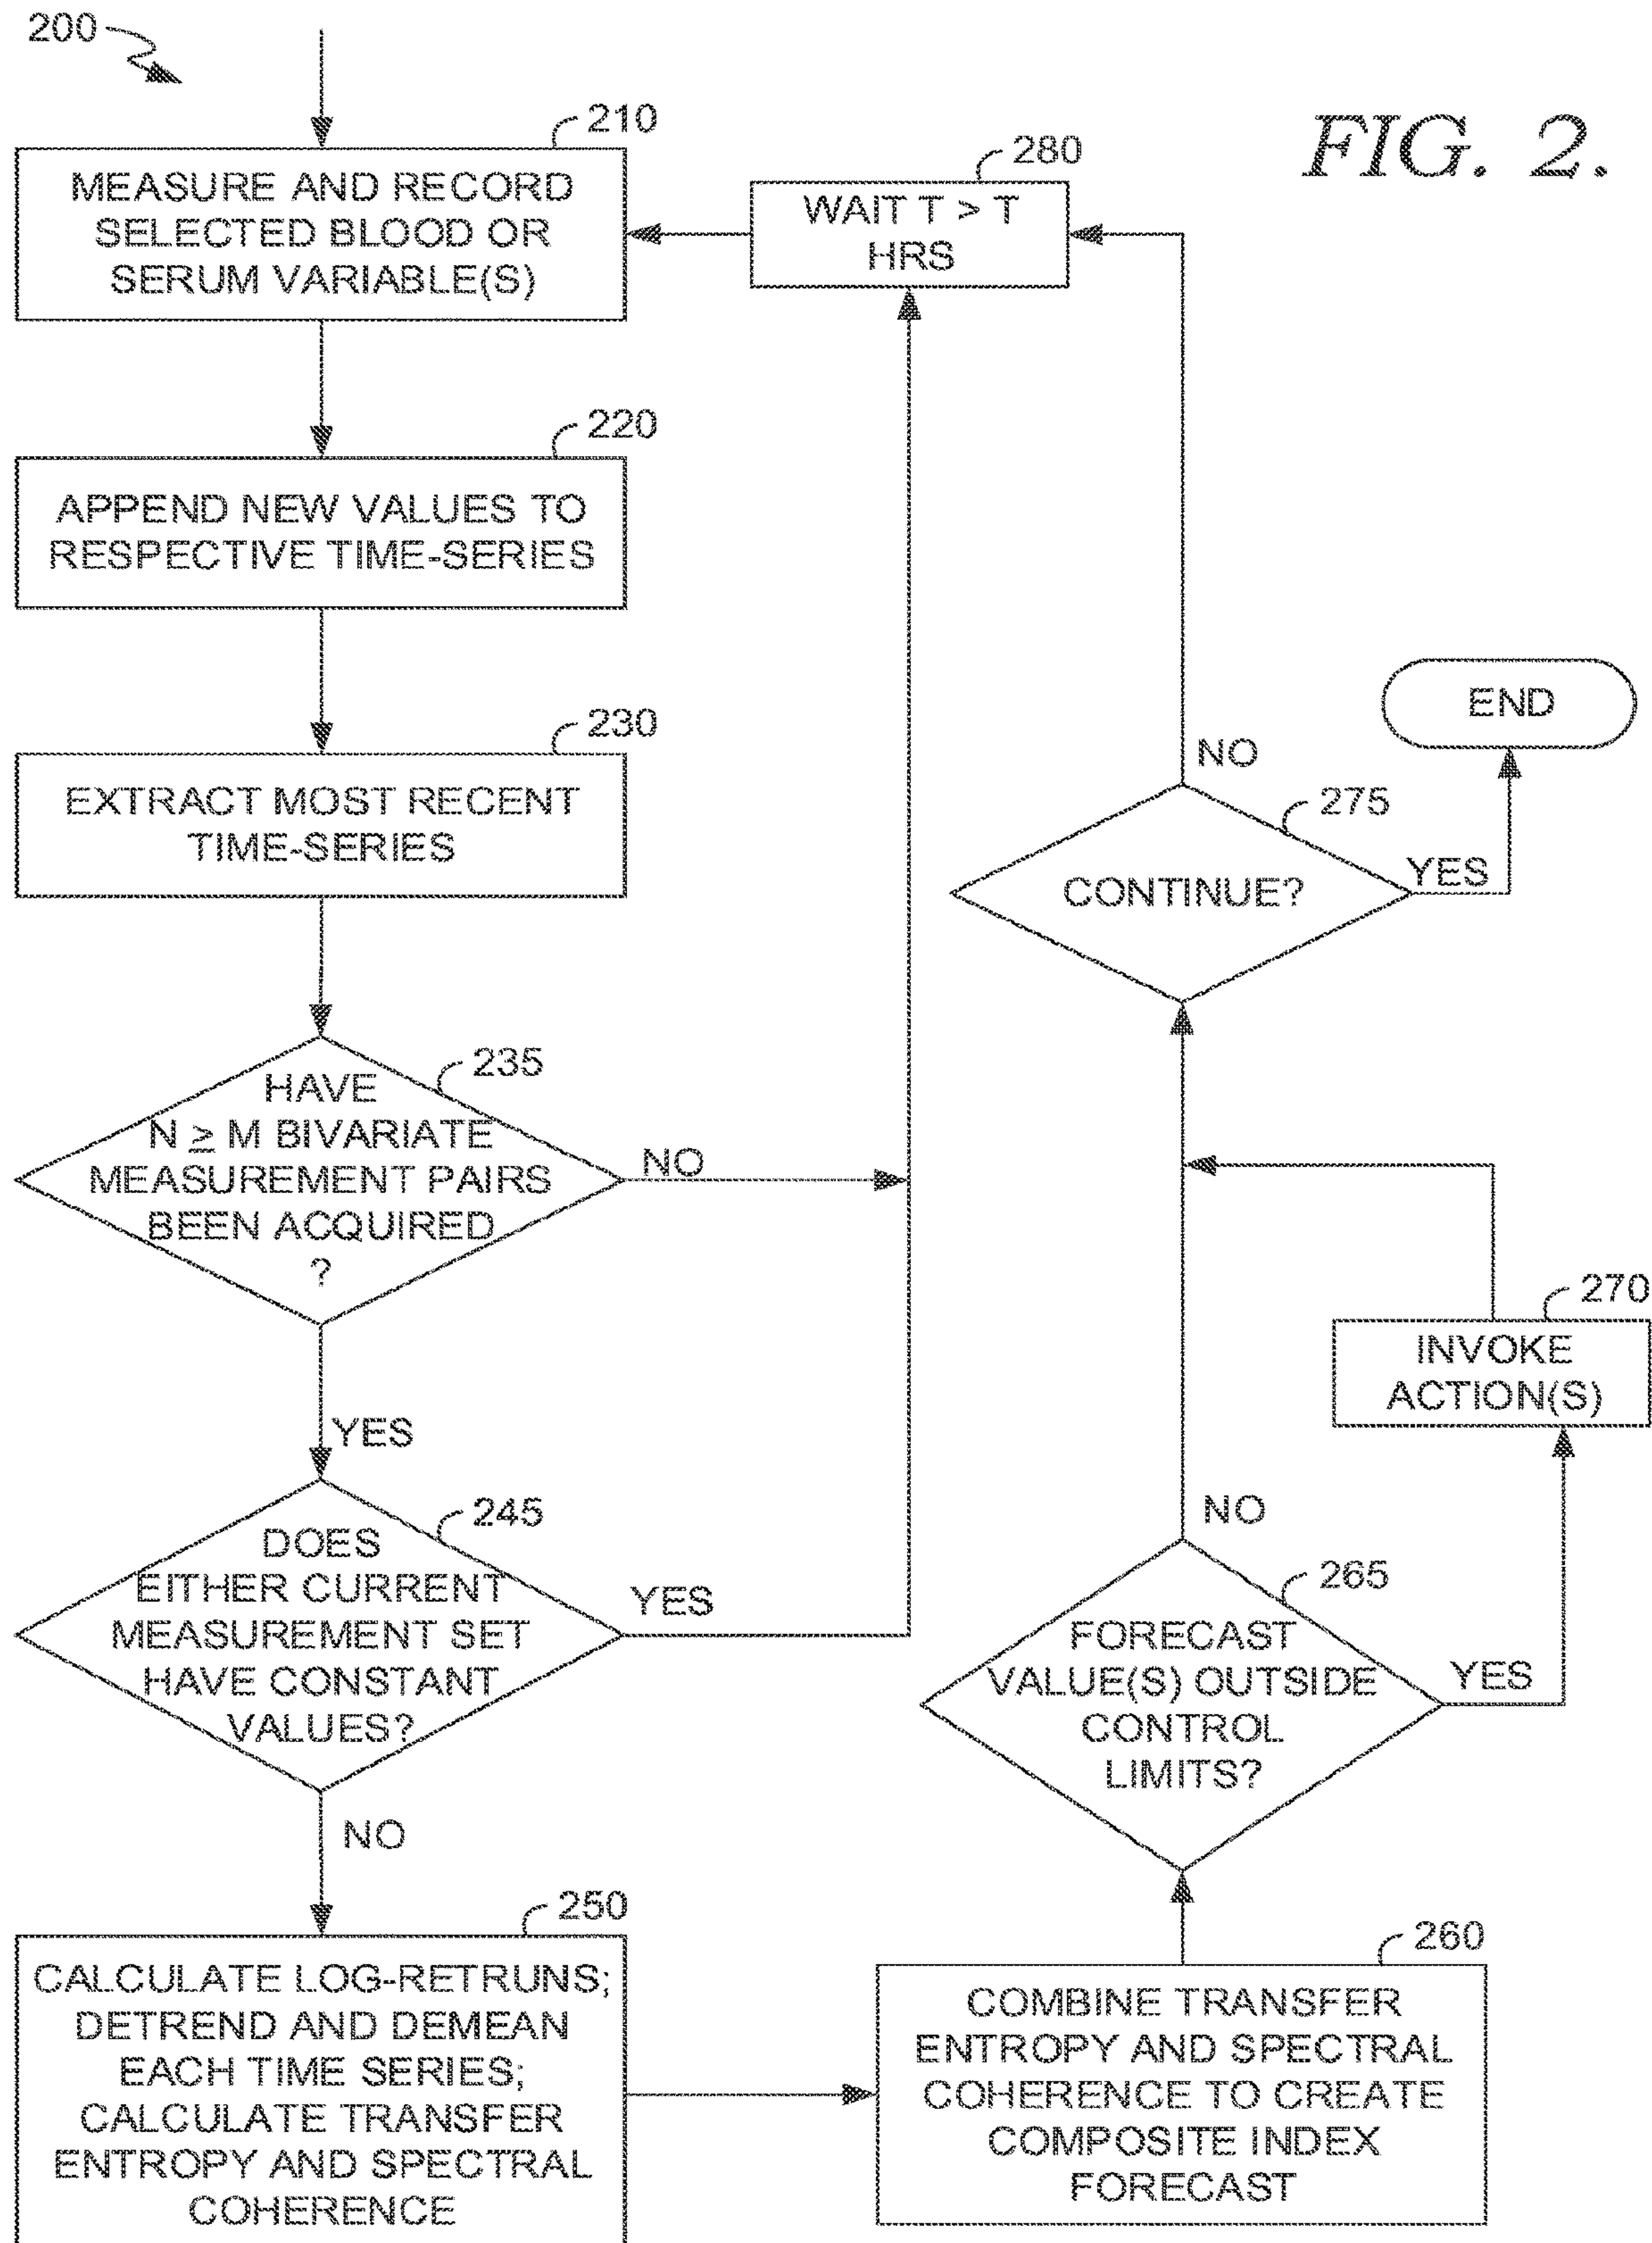 200
FIG. 2.
210
MEASURE AND RECORD
SELECTED BLOOD OR
SERUM VARIABLE(S)
280
WAIT T > T
HRS
220
APPEND NEW VALUES TO
RESPECTIVE TIME-SERIES
230
EXTRACT MOST RECENT
TIME-SERIES
235
HAVE
N ≥ M BIVARIATE
MEASUREMENT PAIRS
BEEN ACQUIRED
?
NO
YES
245
DOES
EITHER CURRENT
MEASUREMENT SET
HAVE CONSTANT
VALUES?
YES
NO
250
CALCULATE LOG-RETRUNS;
DETREND AND DEMEAN
EACH TIME SERIES;
CALCULATE TRANSFER
ENTROPY AND SPECTRAL
COHERENCE
260
COMBINE TRANSFER
ENTROPY AND SPECTRAL
COHERENCE TO CREATE
COMPOSITE INDEX
FORECAST
265
FORECAST
VALUE(S) OUTSIDE
CONTROL
LIMITS?
YES
NO
270
INVOKE
ACTION(S)
275
CONTINUE?
YES
NO
END